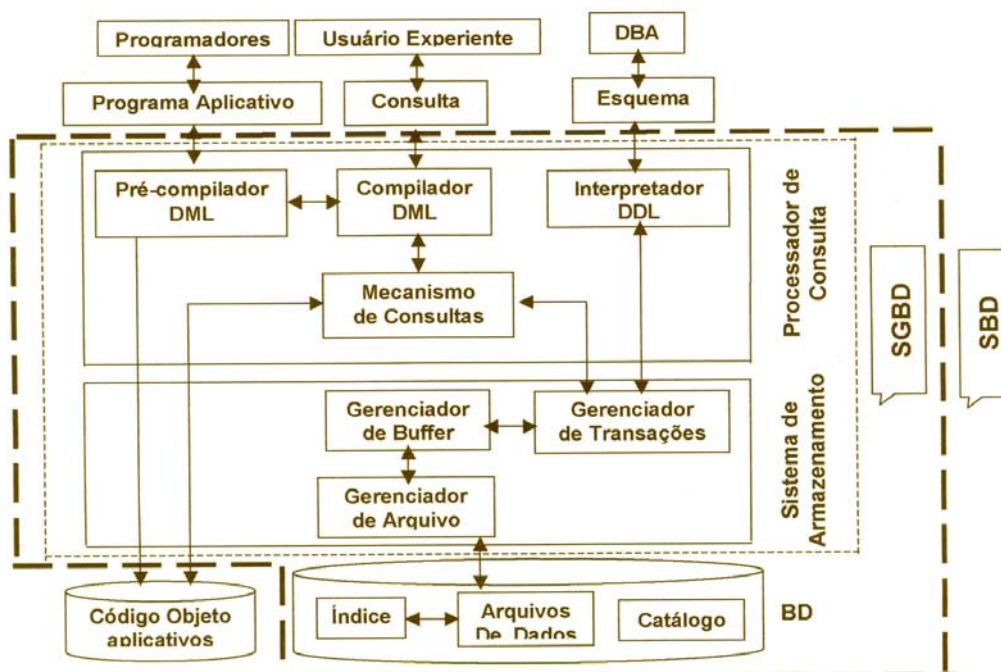 Programadores
Usuário Experiente
DBA
Programa Aplicativo
Consulta
Esquema
Pré-compilador
DML
Compilador
DML
Interpretador
DDL
Mecanismo
de Consultas
Processador de
Consulta
SGBD
SBD
Gerenciador
de Buffer
Gerenciador
de Transações
Gerenciador
de Arquivo
Sistema de
Armazenamento
Código Objeto
aplicativos
Índice
Arquivos
De Dados
Catálogo
BD